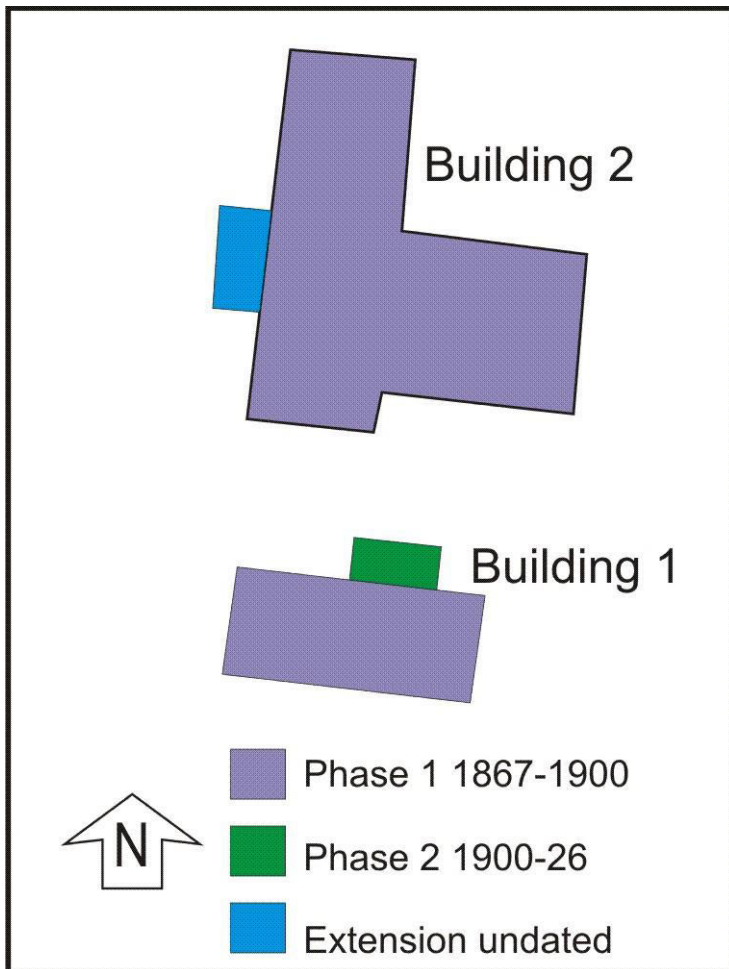 Building 2
Building 1
Phase 1 1867-1900
N
Phase 2 1900-26
Extension undated